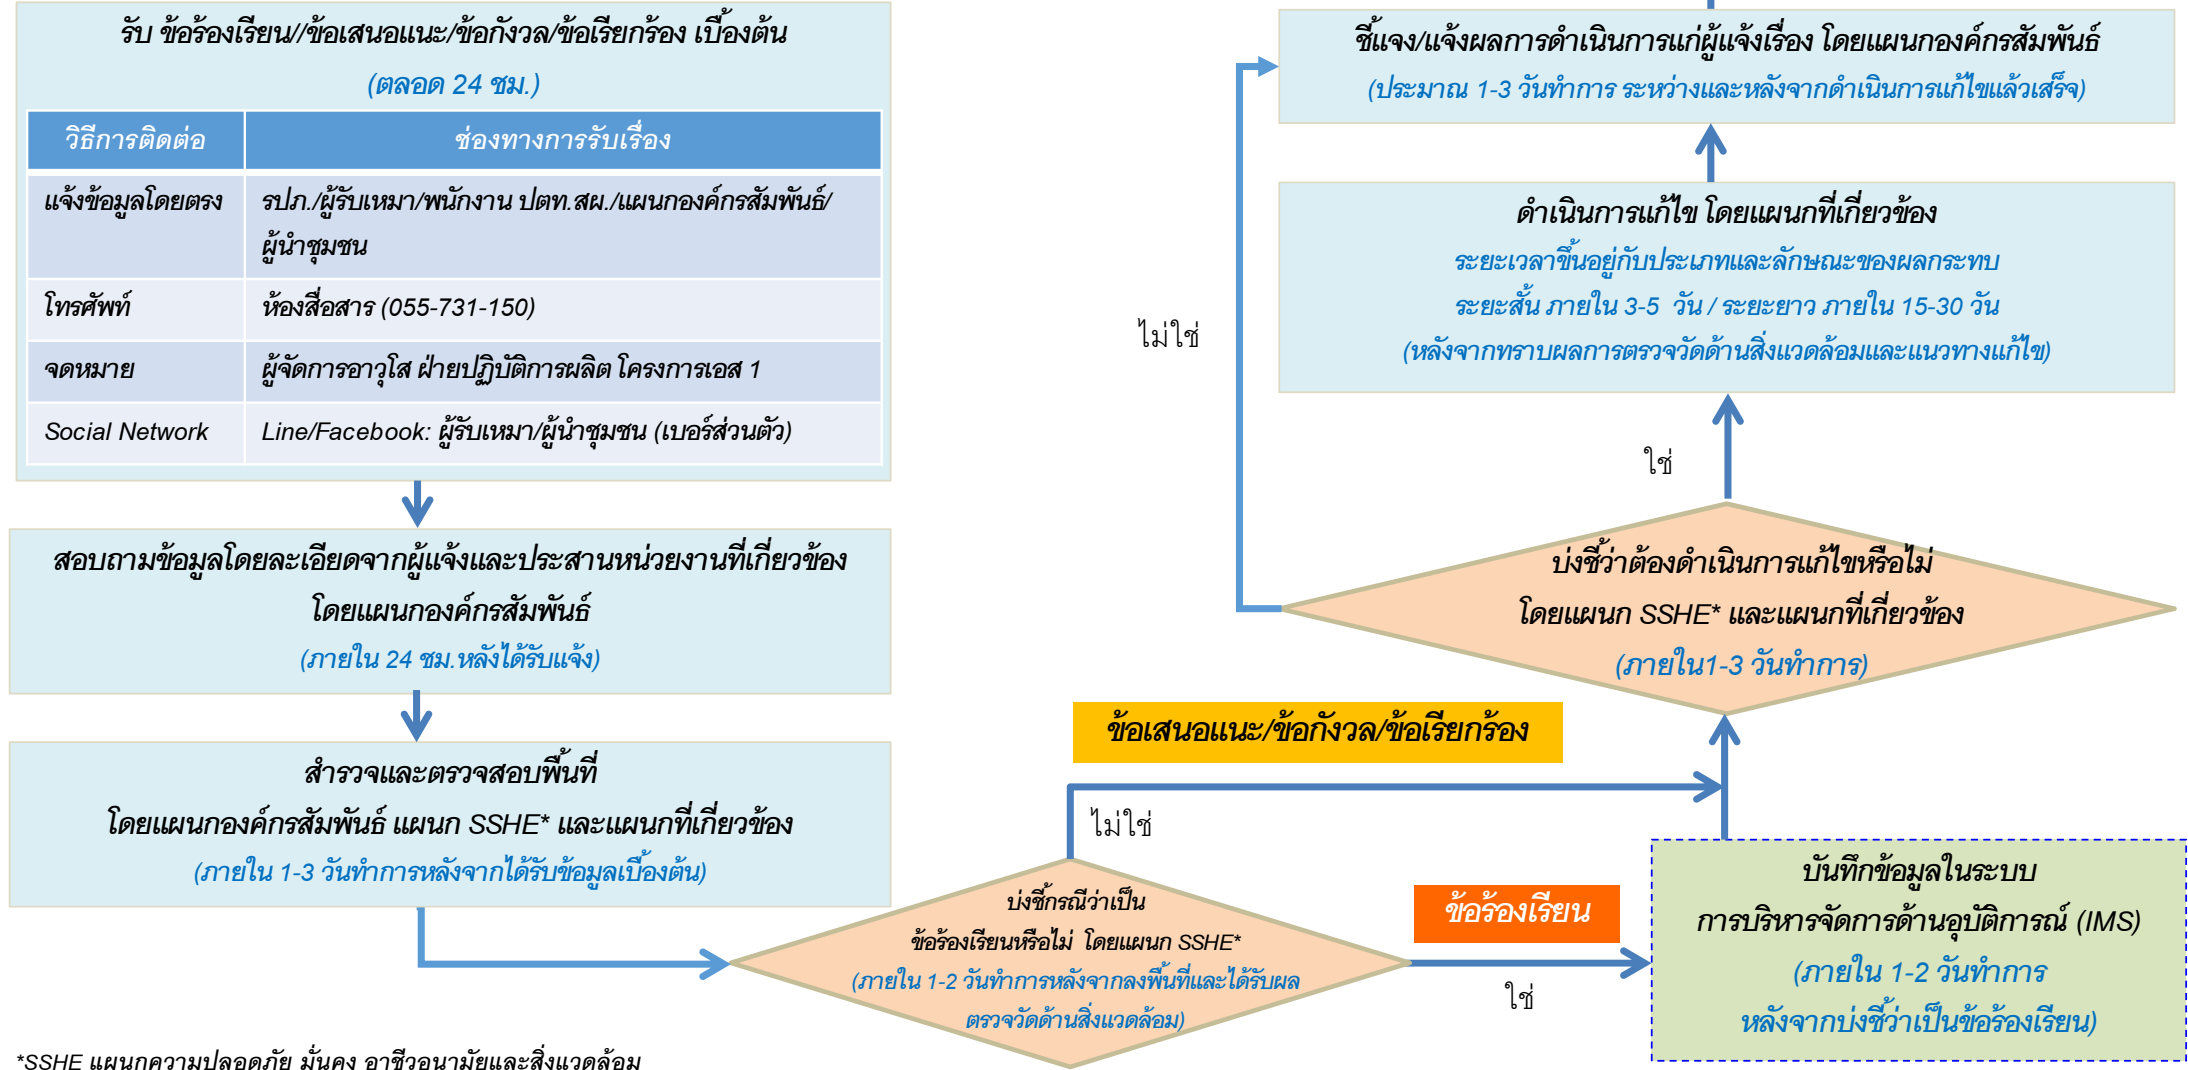 รับ ข้อร้องเรียน//ข้อเสนอแนะ/ข้อกังวล/ข้อเรียกร้อง เบื้องต้น
(ตลอด 24 ชม.)
วิธีการติดต่อ ช่องทางการรับเรื่อง
แจ้งข้อมูลโดยตรง รปภ./ผู้รับเหมา/พนักงาน ปตท.สผ./แผนกองค์กรสัมพันธ์/
ผู้นำชุมชน
โทรศัพท์ ห้องสื่อสาร (055-731-150)
จดหมาย ผู้จัดการอาวุโส ฝ่ายปฏิบัติการผลิต โครงการเอส 1
Social Network Line/Facebook: ผู้รับเหมา/ผู้นำชุมชน (เบอร์ส่วนตัว)
สอบถามข้อมูลโดยละเอียดจากผู้แจ้งและประสานหน่วยงานที่เกี่ยวข้อง
โดยแผนกองค์กรสัมพันธ์
(ภายใน 24 ชม.หลังได้รับแจ้ง)
สำรวจและตรวจสอบพื้นที่
โดยแผนกองค์กรสัมพันธ์ แผนก SSHE* และแผนกที่เกี่ยวข้อง
(ภายใน 1-3 วันทำการหลังจากได้รับข้อมูลเบื้องต้น)
บ่งชี้กรณีว่าเป็น
ข้อร้องเรียนหรือไม่ โดยแผนก SSHE*
(ภายใน 1-2 วันทำการหลังจากลงพื้นที่และได้รับผล
ตรวจวัดด้านสิ่งแวดล้อม)
ไม่ใช่
ข้อเสนอแนะ/ข้อกังวล/ข้อเรียกร้อง
ข้อร้องเรียน
ใช่
บันทึกข้อมูลในระบบ
การบริหารจัดการด้านอุบัติการณ์ (IMS)
(ภายใน 1-2 วันทำการ
หลังจากบ่งชี้ว่าเป็นข้อร้องเรียน)
บ่งชี้ว่าต้องดำเนินการแก้ไขหรือไม่
โดยแผนก SSHE* และแผนกที่เกี่ยวข้อง
(ภายใน1-3 วันทำการ)
ใช่
ไม่ใช่
ดำเนินการแก้ไข โดยแผนกที่เกี่ยวข้อง
ระยะเวลาขึ้นอยู่กับประเภทและลักษณะของผลกระทบ
ระยะสั้น ภายใน 3-5 วัน / ระยะยาว ภายใน 15-30 วัน
(หลังจากทราบผลการตรวจวัดด้านสิ่งแวดล้อมและแนวทางแก้ไข)
ชี้แจง/แจ้งผลการดำเนินการแก่ผู้แจ้งเรื่อง โดยแผนกองค์กรสัมพันธ์
(ประมาณ 1-3 วันทำการ ระหว่างและหลังจากดำเนินการแก้ไขแล้วเสร็จ)
*SSHE แผนกความปลอดภัย มั่นคง อาชีวอนามัยและสิ่งแวดล้อม